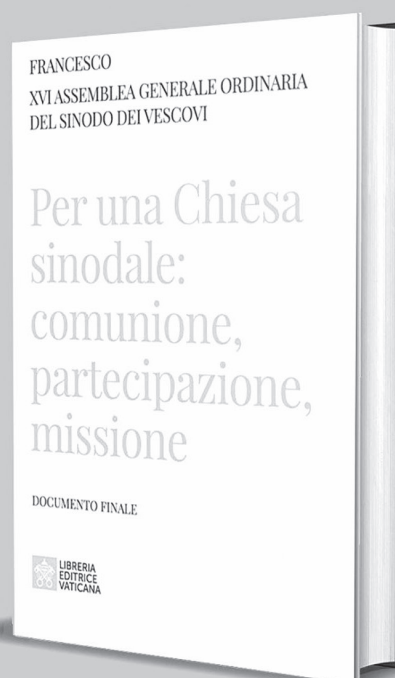 FRANCESCO
XVI ASSEMBLEA GENERALE ORDINARIA
DEL SINODO DEI VESCOVI
Per una Chiesa
sinodale:
comunione,
partecipazione,
missione
DOCUMENTO FINALE
LIBRERIA
EDITRICE
VATICANA